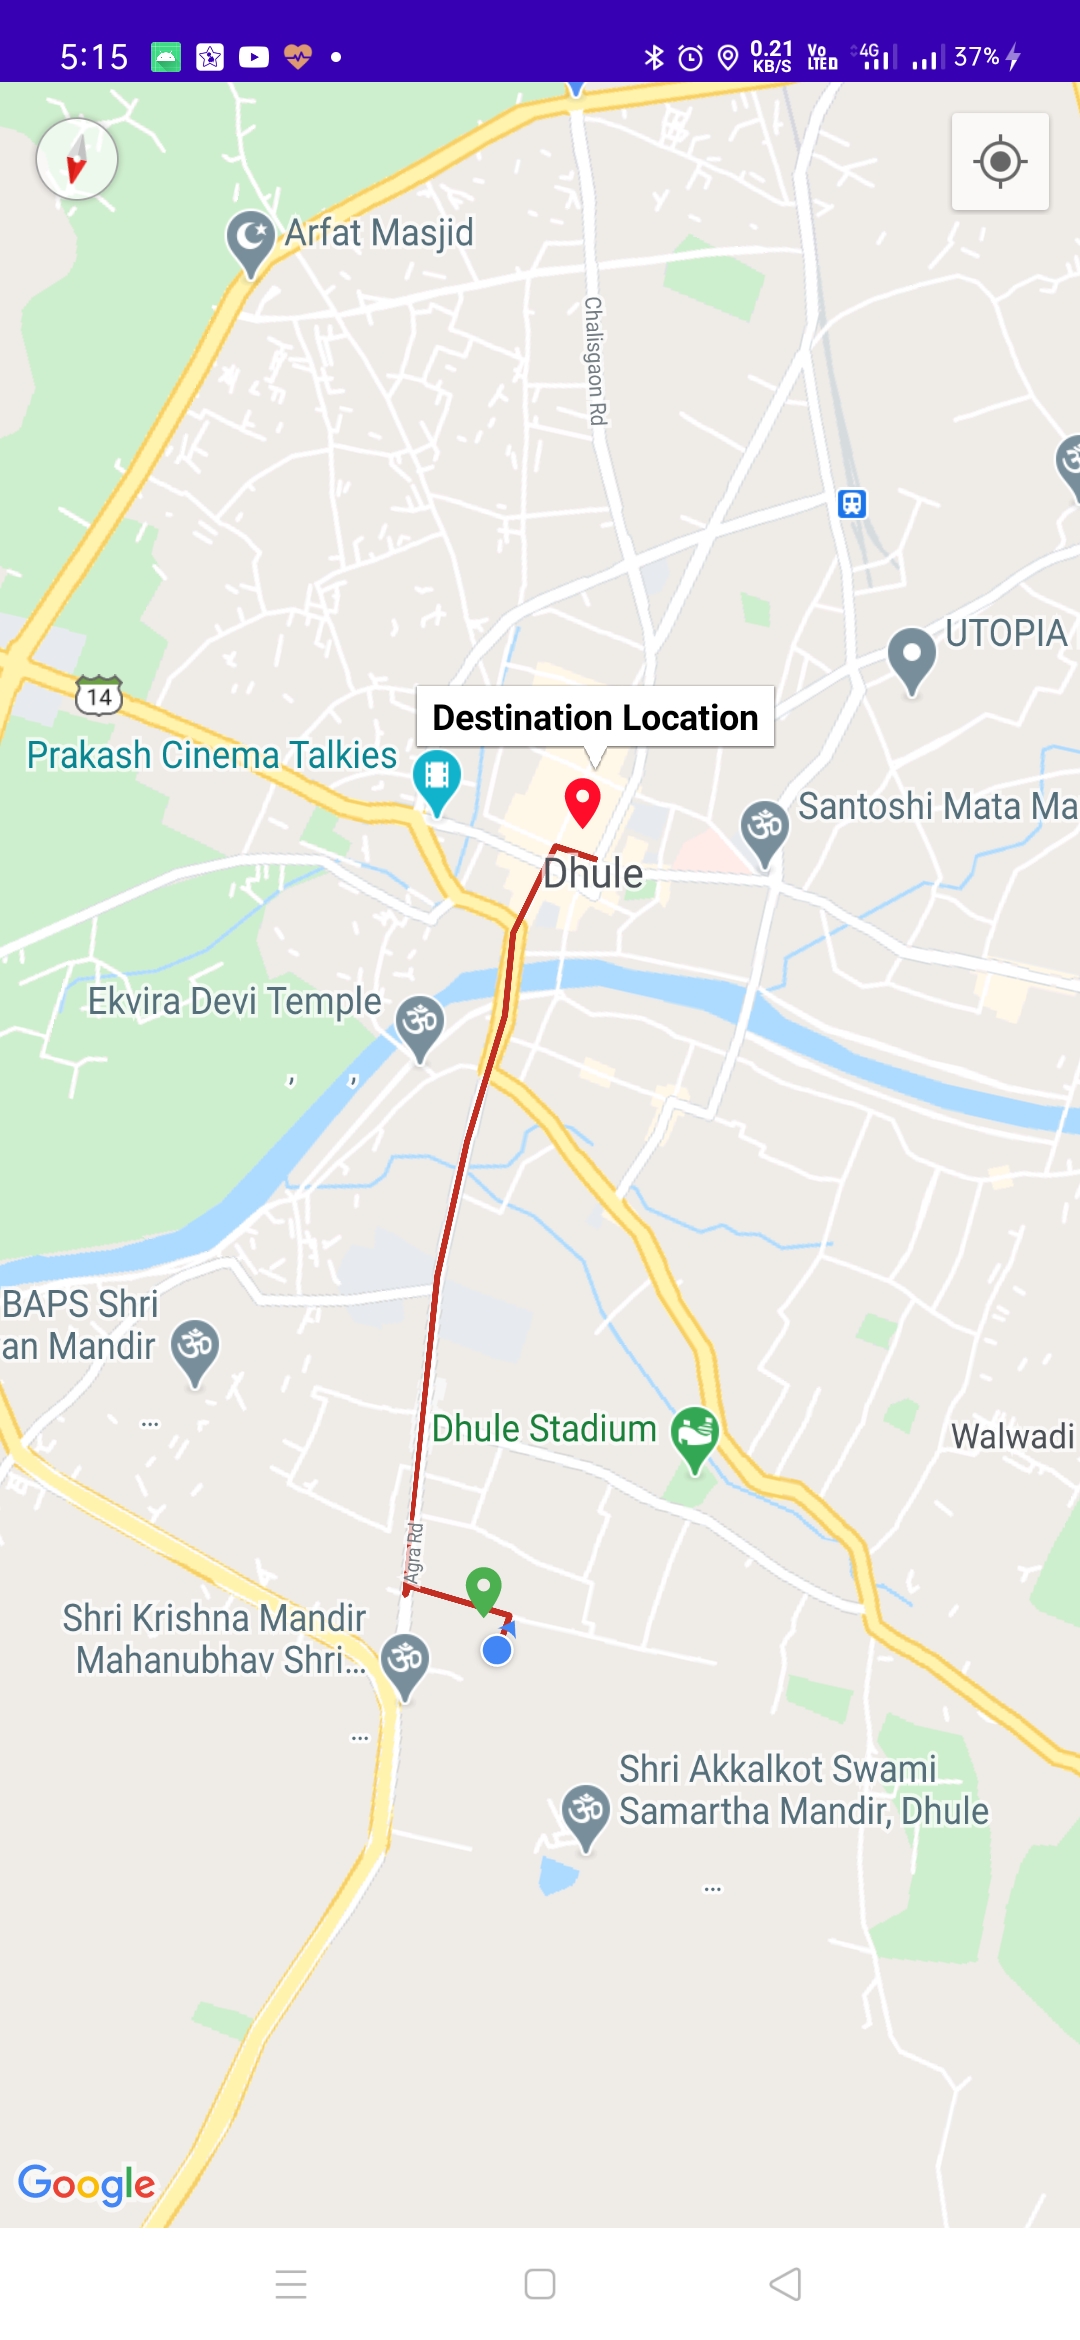 5:15
0.21
KB/S
Vo
LTE
4G
37%
Arfat Masjid
Chalisgaon Rd
UTOPIA
14
Destination Location
Prakash Cinema Talkies
Santoshi Mata Ma
Dhule
Ekvira Devi Temple
, ,
BAPS Shri
an Mandir
...
Dhule Stadium
Walwadi
Agra Rd
Shri Krishna Mandir
Mahanubhav Shri...
...
Shri Akkalkot Swami
Samartha Mandir, Dhule
...
Google